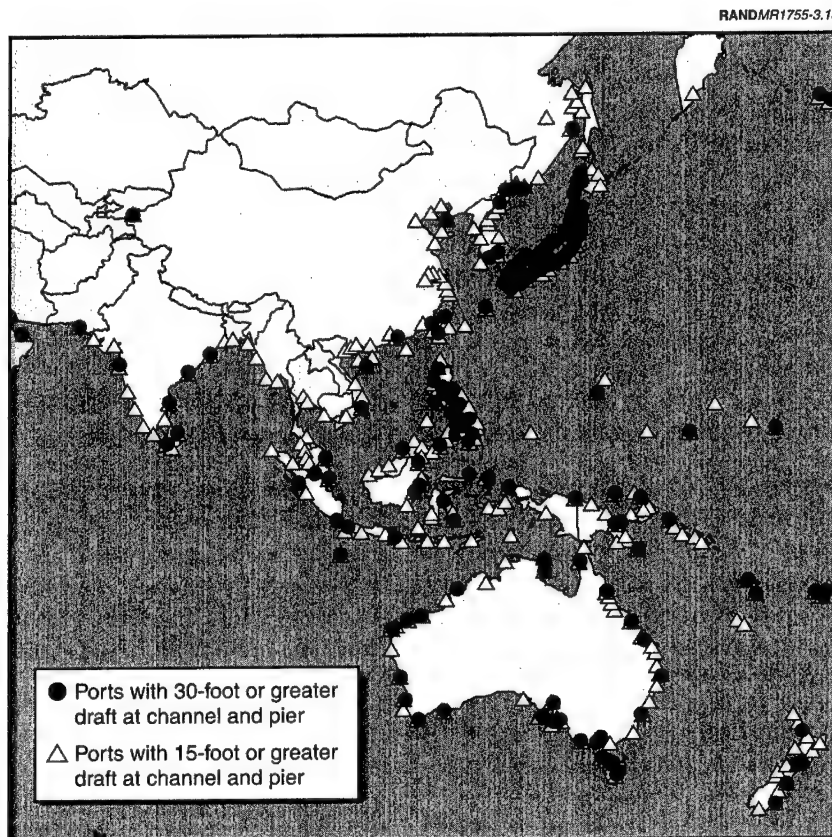 RANDMR1755-3.1
Ports with 30-foot or greater
draft at channel and pier
Ports with 15-foot or greater
draft at channel and pier